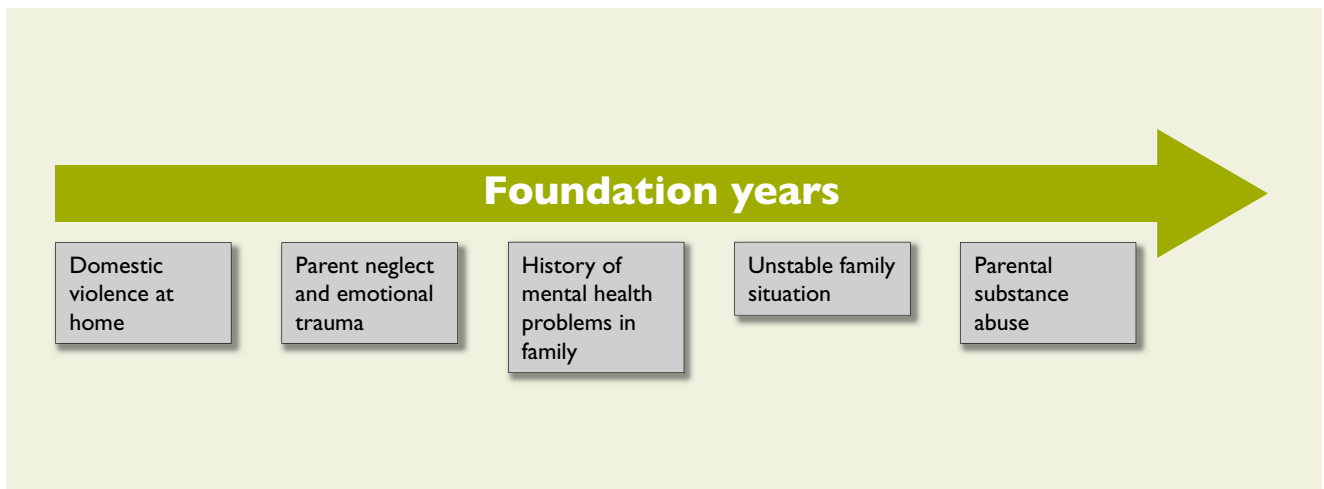 Foundation years
Domestic
violence at
home
Parent neglect
and emotional
trauma
History of
mental health
problems in
family
Unstable family
situation
Parental
substance
abuse